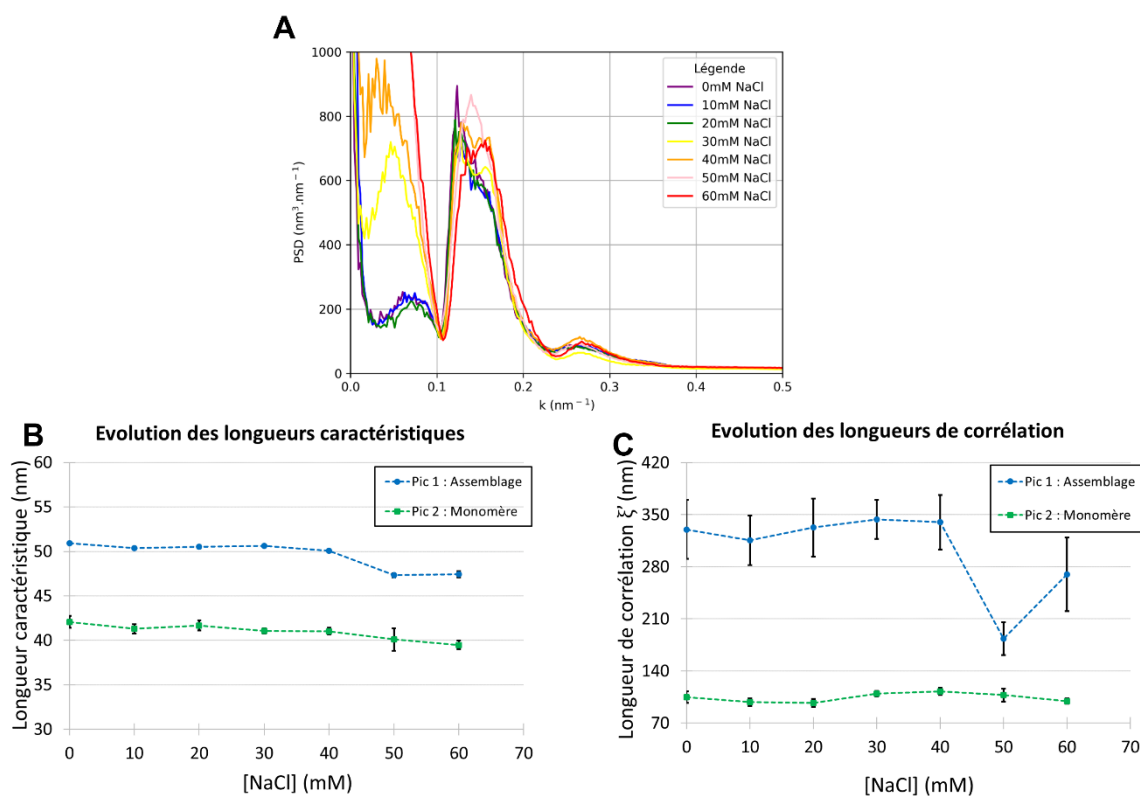 A
1000
800
600
400
200
0
PSD (nm³.nm⁻¹)
0.0 0.1 0.2 0.3 0.4 0.5
k (nm⁻¹)
Légende
0mM NaCl
10mM NaCl
20mM NaCl
30mM NaCl
40mM NaCl
50mM NaCl
60mM NaCl
B
Evolution des longueurs caractéristiques
60
55
50
45
40
35
30
Longueur caractéristique (nm)
Pic 1 : Assemblage
Pic 2 : Monomère
0 10 20 30 40 50 60 70
[NaCl] (mM)
C
Evolution des longueurs de corrélation
420
350
280
210
140
70
Longueur de corrélation ξ' (nm)
Pic 1 : Assemblage
Pic 2 : Monomère
0 10 20 30 40 50 60 70
[NaCl] (mM)